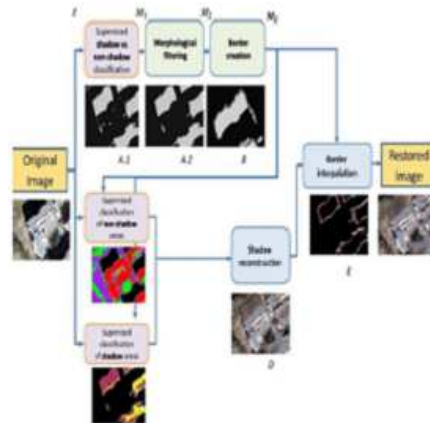 I
M₁
M₂
M₃
Supervised
shadow vs
non-shadow
classification
Morphological
filtering
Border
creation
A.1
A.2
B
Original
Image
Border
interpolation
Restored
image
Supervised
classification
of non-shadow
areas
Shadow
reconstruction
E
Supervised
classification
of shadow areas
D